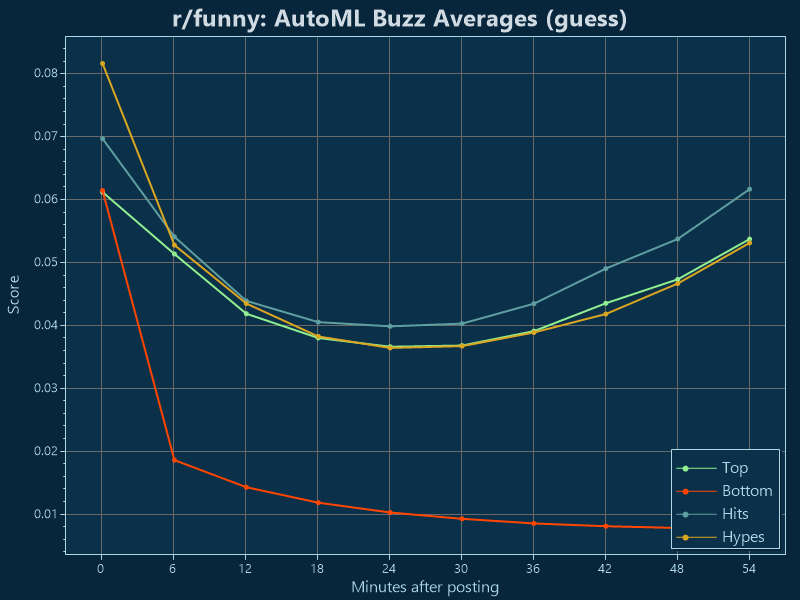 r/funny: AutoML Buzz Averages (guess)
0.08
0.07
0.06
0.05
0.04
0.03
0.02
0.01
Score
Top
Bottom
Hits
Hypes
0 6 12 18 24 30 36 42 48 54
Minutes after posting